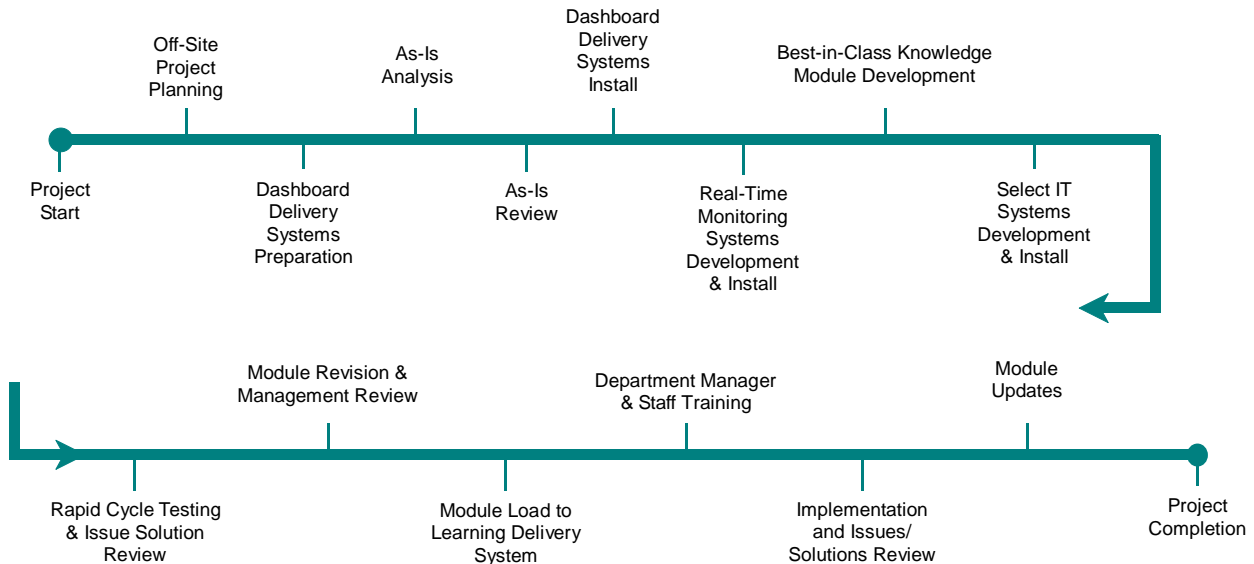 Project
Start
Off-Site
Project
Planning
Dashboard
Delivery
Systems
Preparation
As-Is
Analysis
As-Is
Review
Dashboard
Delivery
Systems
Install
Real-Time
Monitoring
Systems
Development
& Install
Best-in-Class Knowledge
Module Development
Select IT
Systems
Development
& Install
Rapid Cycle Testing
& Issue Solution
Review
Module Revision &
Management Review
Module Load to
Learning Delivery
System
Department Manager
& Staff Training
Implementation
and Issues/
Solutions Review
Module
Updates
Project
Completion